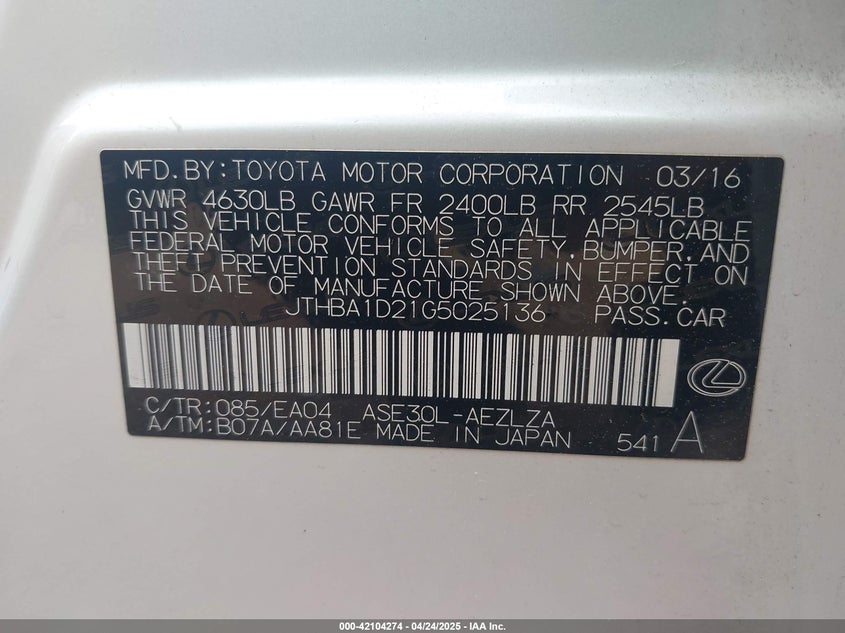 MFD.BY:TOYOTA MOTOR CORPORATION 03/16
GVWR 4630LB GAWR FR 2400LB RR 2545LB
THIS VEHICLE CONFORMS TO ALL APPLICABLE
FEDERAL MOTOR VEHICLE SAFETY,BUMPER,AND
THEFT PREVENTION STANDARDS IN EFFECT ON
THE DATE OF MANUFACTURE SHOWN ABOVE.
JTHBA1D21G5025136 PASS.CAR
C/TR:085/EA04 ASE30L-AEZLZA
A/TM:B07A/AA81E MADE IN JAPAN 541 A
000-42104274 - 04/24/2025 - IAA Inc.